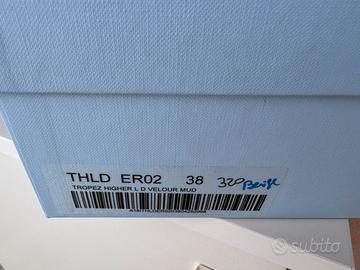 THLD ER02 38 320 Beige
TROPEZ HIGHER L D VELOUR MUD
subito